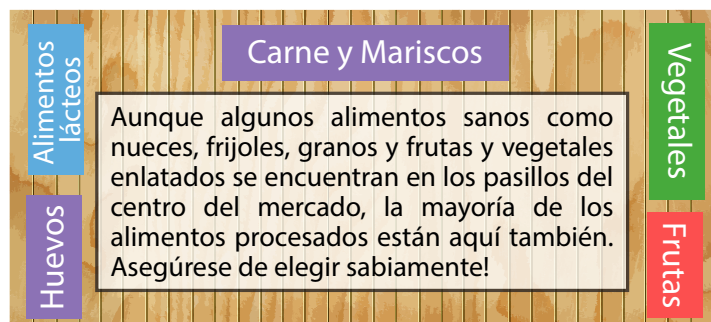 Alimentos
lácteos
Carne y Mariscos
Vegetales
Aunque algunos alimentos sanos como
nueces, frijoles, granos y frutas y vegetales
enlatados se encuentran en los pasillos del
centro del mercado, la mayoría de los
alimentos procesados están aquí también.
Asegúrese de elegir sabiamente!
Huevos
Frutas